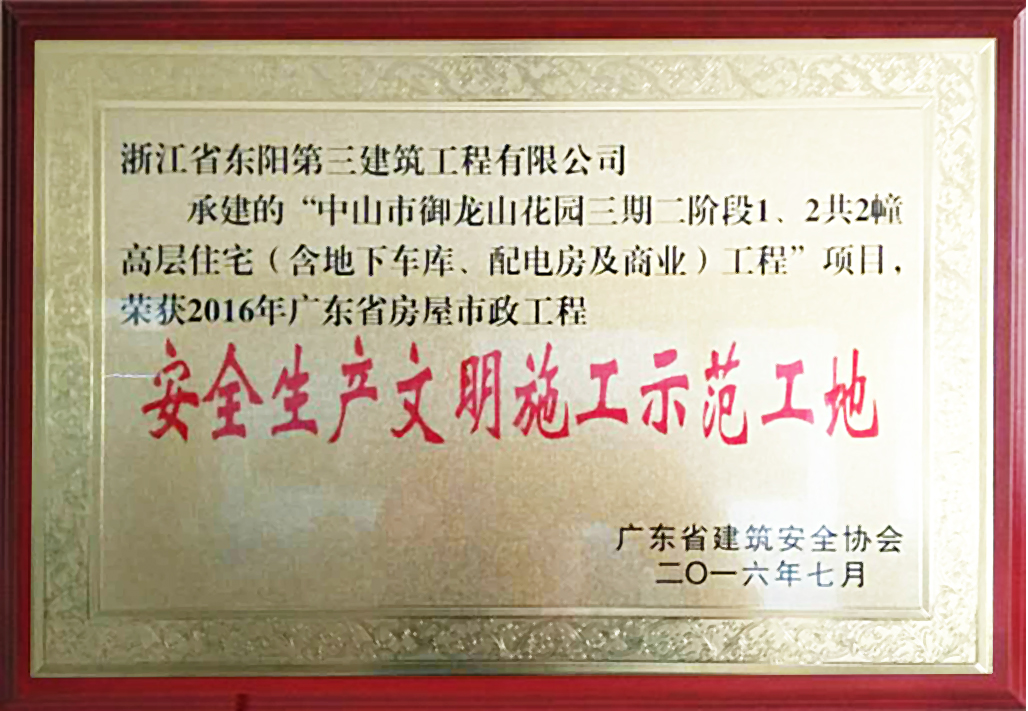 浙江省东阳第三建筑工程有限公司
承建的“中山市御龙山花园三期二阶段1、2共2幢
高层住宅（含地下车库、配电房及商业）工程”项目，
荣获2016年广东省房屋市政工程
安全生产文明施工示范工地
广东省建筑安全协会
二〇一六年七月